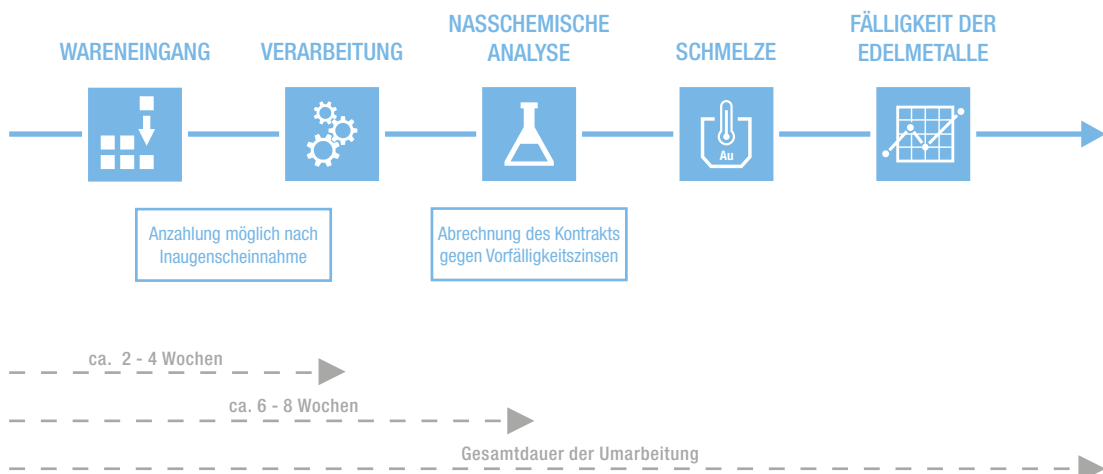 WARENEINGANG
VERARBEITUNG
NASSCHEMISCHE
ANALYSE
SCHMELZE
FÄLLIGKEIT DER
EDELMETALLE
Au
Anzahlung möglich nach
Inaugenscheinnahme
Abrechnung des Kontrakts
gegen Vorfälligkeitszinsen
ca. 2 - 4 Wochen
ca. 6 - 8 Wochen
Gesamtdauer der Umarbeitung